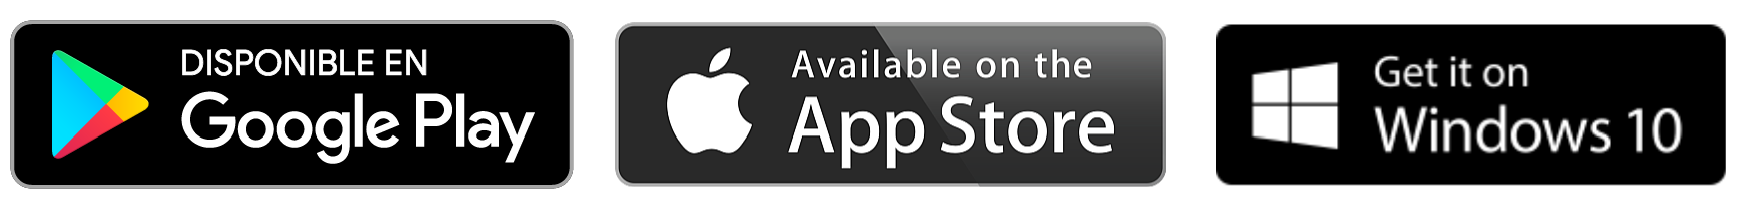 DISPONIBLE EN
Google Play
Available on the
App Store
Get it on
Windows 10